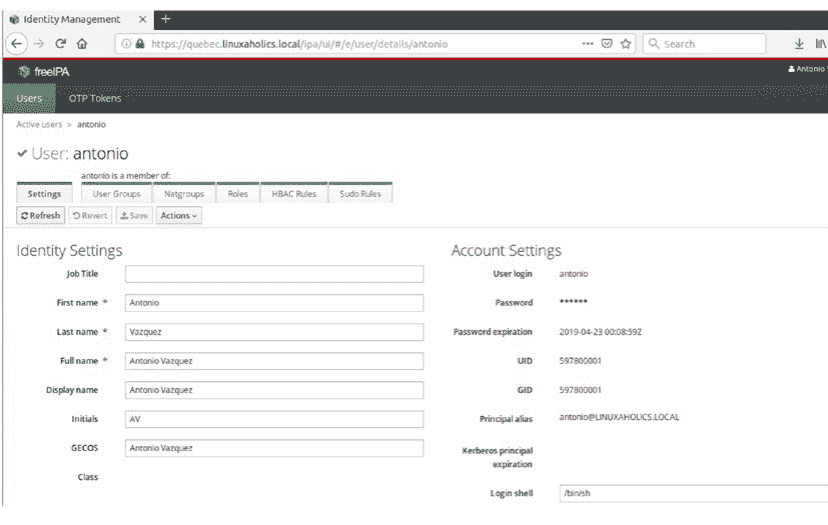 Identity Management × +
https://quebec.linuxaholics.local/ipa/ui/#/e/user/details/antonio ... Search
freeIPA Antonio
Users OTP Tokens
Active users > antonio
User: antonio
antonio is a member of:
Settings User Groups Netgroups Roles HBAC Rules Sudo Rules
Refresh Revert Save Actions
Identity Settings Account Settings
Job Title User login antonio
First name * Antonio Password ******
Last name * Vazquez Password expiration 2019-04-23 00:08:59Z
Full name * Antonio Vazquez UID 597800001
Display name Antonio Vazquez GID 597800001
Initials AV Principal alias antonio@LINUXAHOLICS.LOCAL
GECOS Antonio Vazquez Kerberos principal
expiration
Class
Login shell /bin/sh